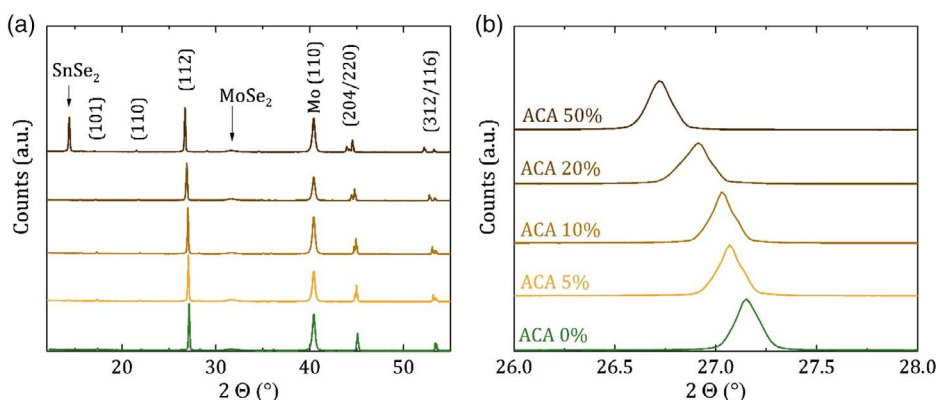 (a)
SnSe₂
(101)
(110)
(112)
MoSe₂
Mo (110)
(204/220)
(312/116)
Counts (a.u.)
20 30 40 50
2 Θ (°)
(b)
ACA 50%
ACA 20%
ACA 10%
ACA 5%
ACA 0%
Counts (a.u.)
26.0 26.5 27.0 27.5 28.0
2 Θ (°)